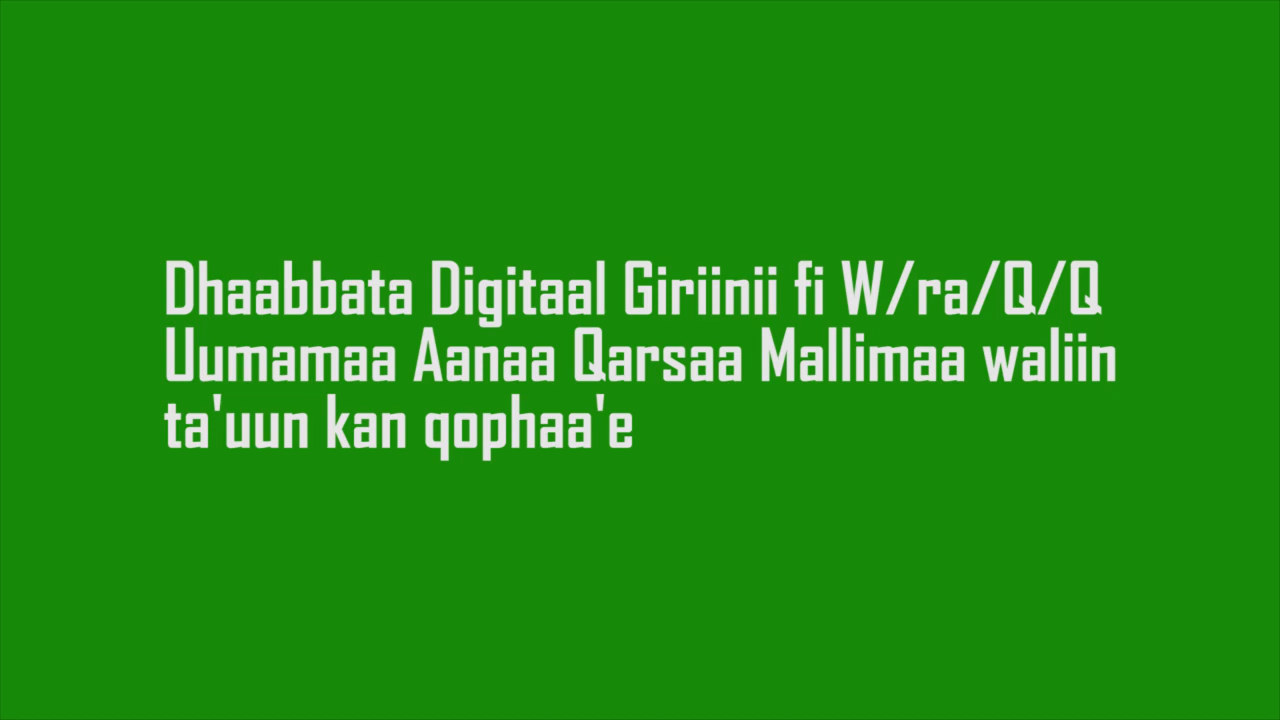 Dhaabbata Digitaal Giriinii fi W/ra/Q/Q
Uumamaa Aanaa Qarsaa Mallimaa waliin
ta'uun kan qophaa'e